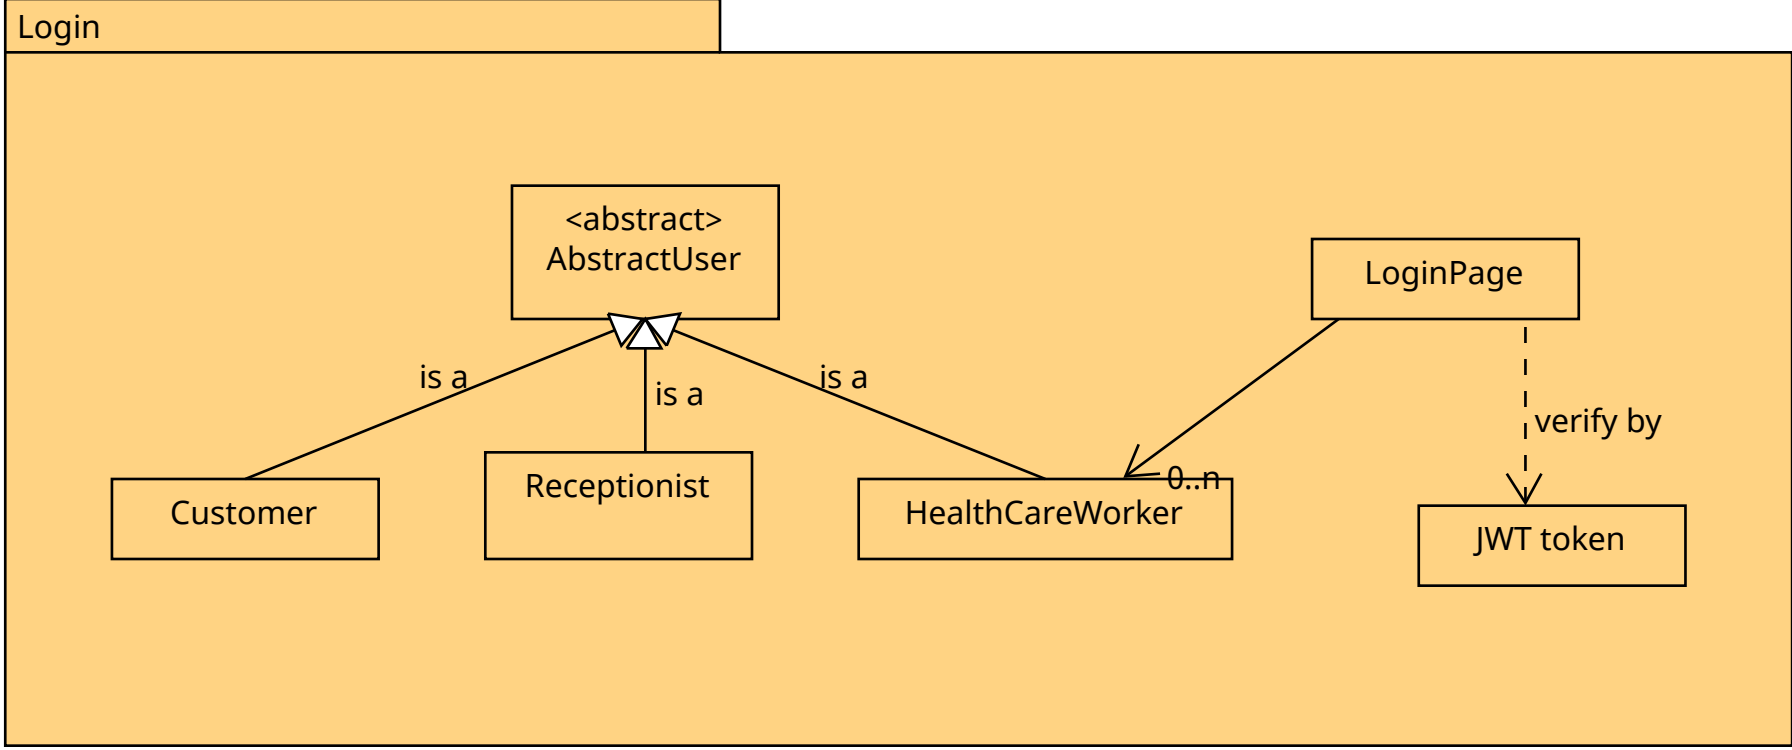 Login
<abstract>
AbstractUser
LoginPage
is a
is a
is a
verify by
0..n
Customer
Receptionist
HealthCareWorker
JWT token